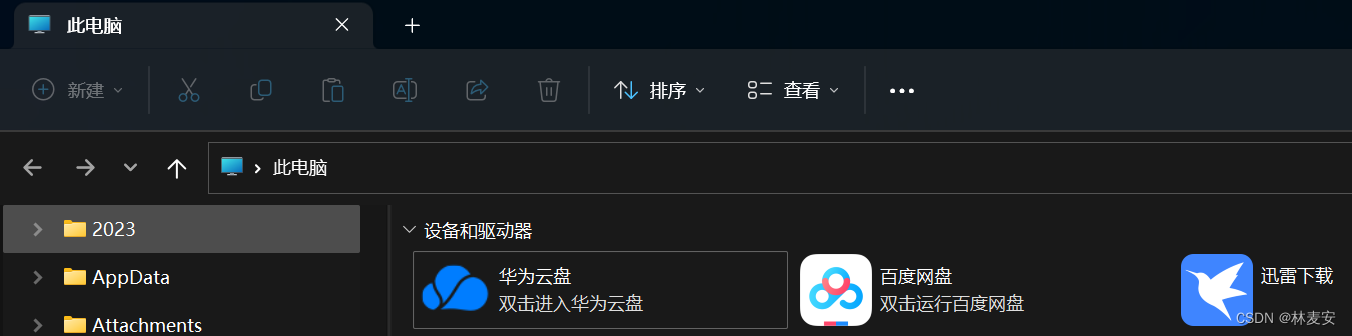 此电脑
新建
排序
查看
此电脑
2023
设备和驱动器
AppData
华为云盘
双击进入华为云盘
百度网盘
双击运行百度网盘
迅雷下载
Attachments
CSDN @林麦安